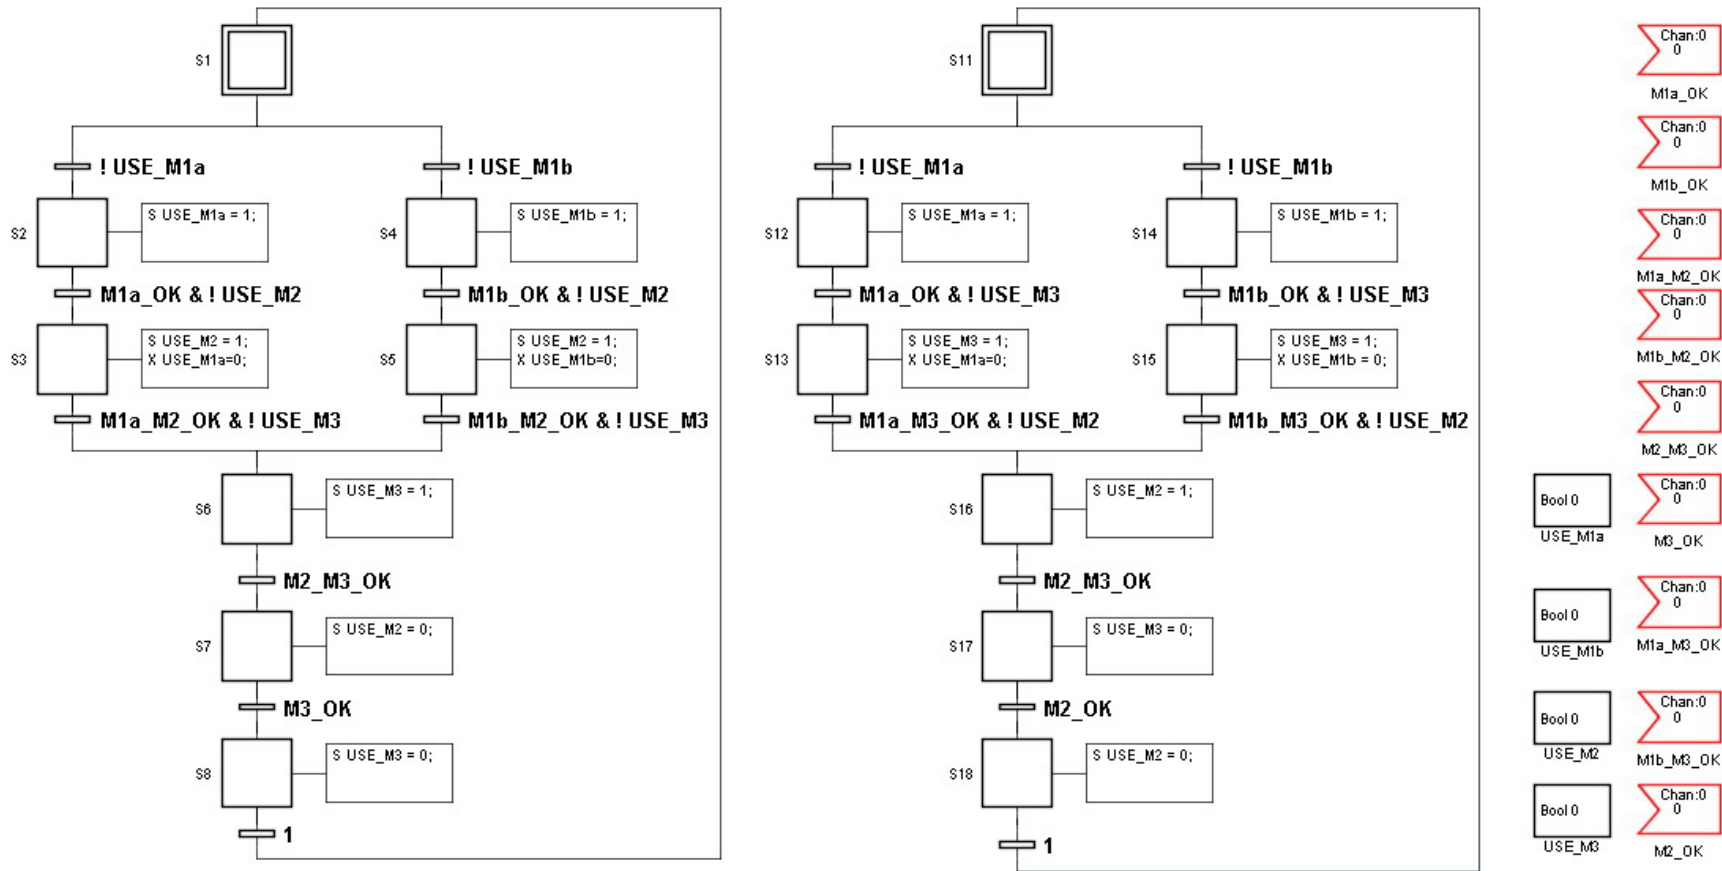 S1
! USE_M1a
! USE_M1b
S2
S USE_M1a = 1;
S4
S USE_M1b = 1;
M1a_OK & ! USE_M2
M1b_OK & ! USE_M2
S3
S USE_M2 = 1;
X USE_M1a=0;
S5
S USE_M2 = 1;
X USE_M1b=0;
M1a_M2_OK & ! USE_M3
M1b_M2_OK & ! USE_M3
S6
S USE_M3 = 1;
M2_M3_OK
S7
S USE_M2 = 0;
M3_OK
S8
S USE_M3 = 0;
1
S11
! USE_M1a
! USE_M1b
S12
S USE_M1a = 1;
S14
S USE_M1b = 1;
M1a_OK & ! USE_M3
M1b_OK & ! USE_M3
S13
S USE_M3 = 1;
X USE_M1a=0;
S15
S USE_M3 = 1;
X USE_M1b = 0;
M1a_M3_OK & ! USE_M2
M1b_M3_OK & ! USE_M2
S16
S USE_M2 = 1;
M2_M3_OK
S17
S USE_M3 = 0;
M2_OK
S18
S USE_M2 = 0;
1
Chan:0
0
M1a_OK
Chan:0
0
M1b_OK
Chan:0
0
M1a_M2_OK
Chan:0
0
M1b_M2_OK
Chan:0
0
M2_M3_OK
Bool 0
USE_M1a
Chan:0
0
M3_OK
Bool 0
USE_M1b
Chan:0
0
M1a_M3_OK
Bool 0
USE_M2
Chan:0
0
M1b_M3_OK
Bool 0
USE_M3
Chan:0
0
M2_OK